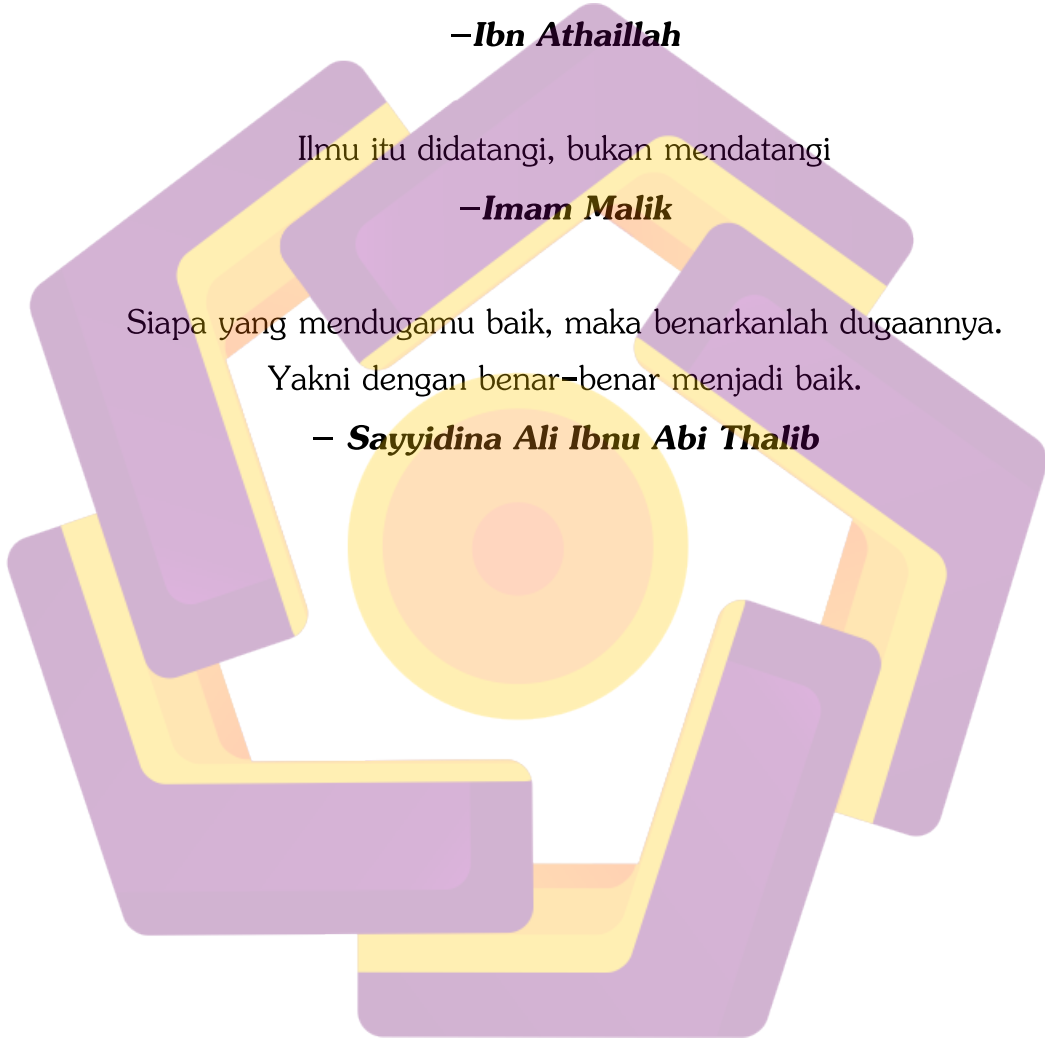 —Ibn Athaillah
Ilmu itu didatangi, bukan mendatangi
—Imam Malik
Siapa yang mendugamu baik, maka benarkanlah dugaannya.
Yakni dengan benar-benar menjadi baik.
— Sayyidina Ali Ibnu Abi Thalib